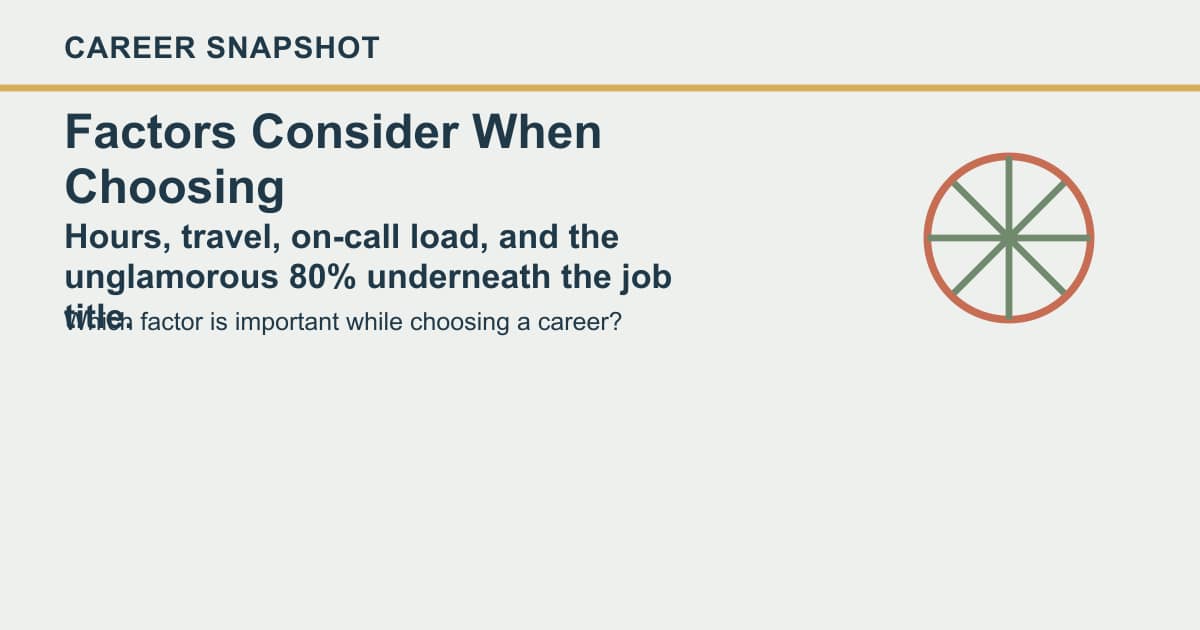 CAREER SNAPSHOT
Factors Consider When
Choosing
Hours, travel, on-call load, and the
unglamorous 80% underneath the job
title.
Which factor is important while choosing a career?